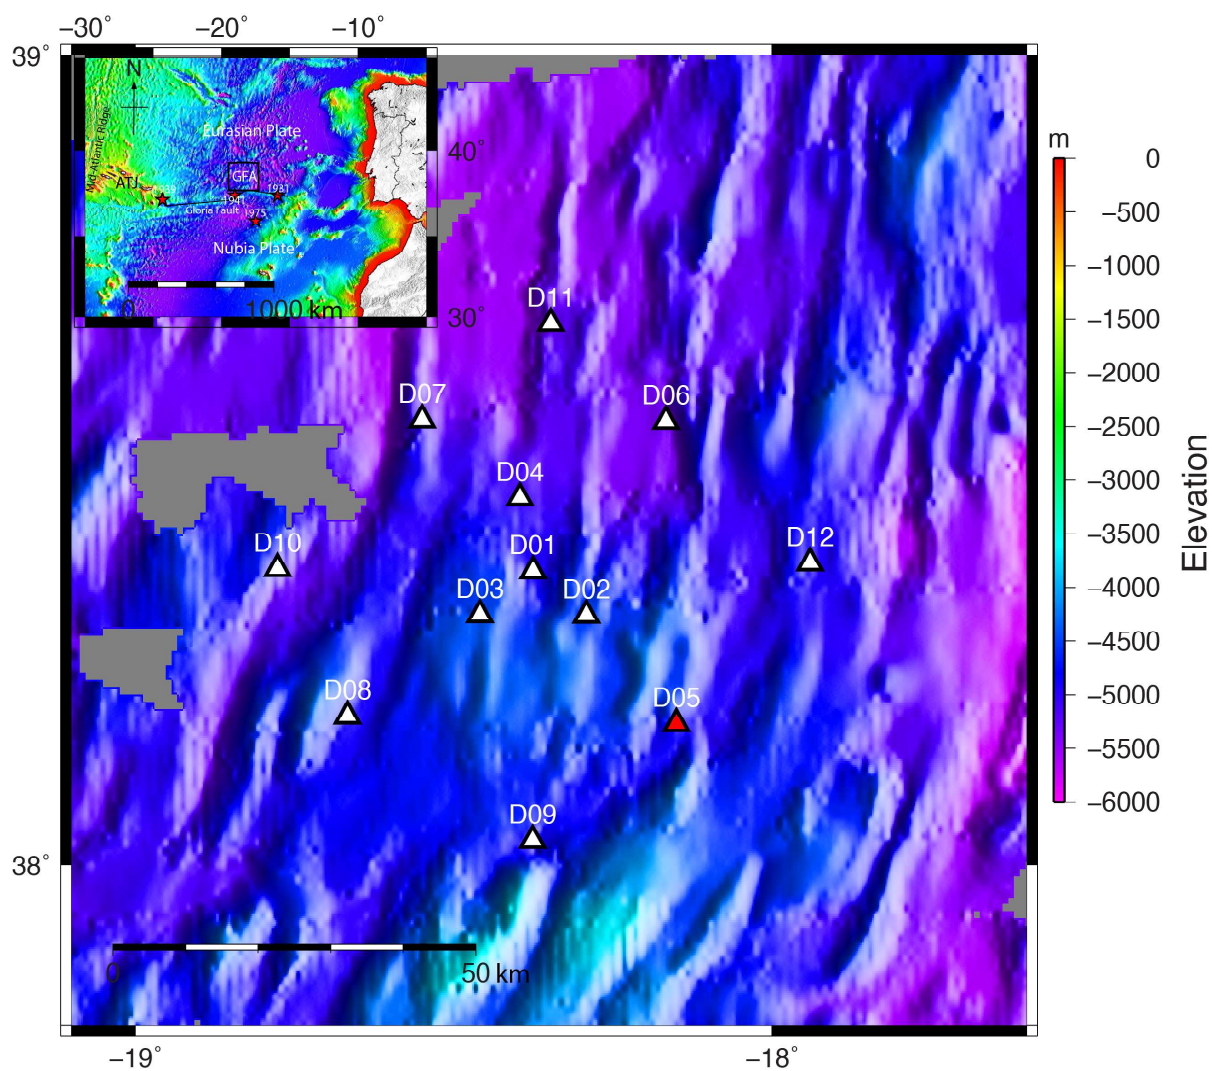 −30° −20° −10°
39°
N
Eurasian Plate
Mid-Atlantic Ridge
40°
m
GFA
ATJ
1939
1931
1941
Gloria Fault
1975
Nubia Plate
0 1000 km
30°
0
−500
−1000
−1500
−2000
−2500
−3000
−3500
−4000
−4500
−5000
−5500
−6000
Elevation
D11
D07
D06
D04
D10
D01
D12
D03
D02
D08
D05
D09
38°
0 50 km
−19° −18°